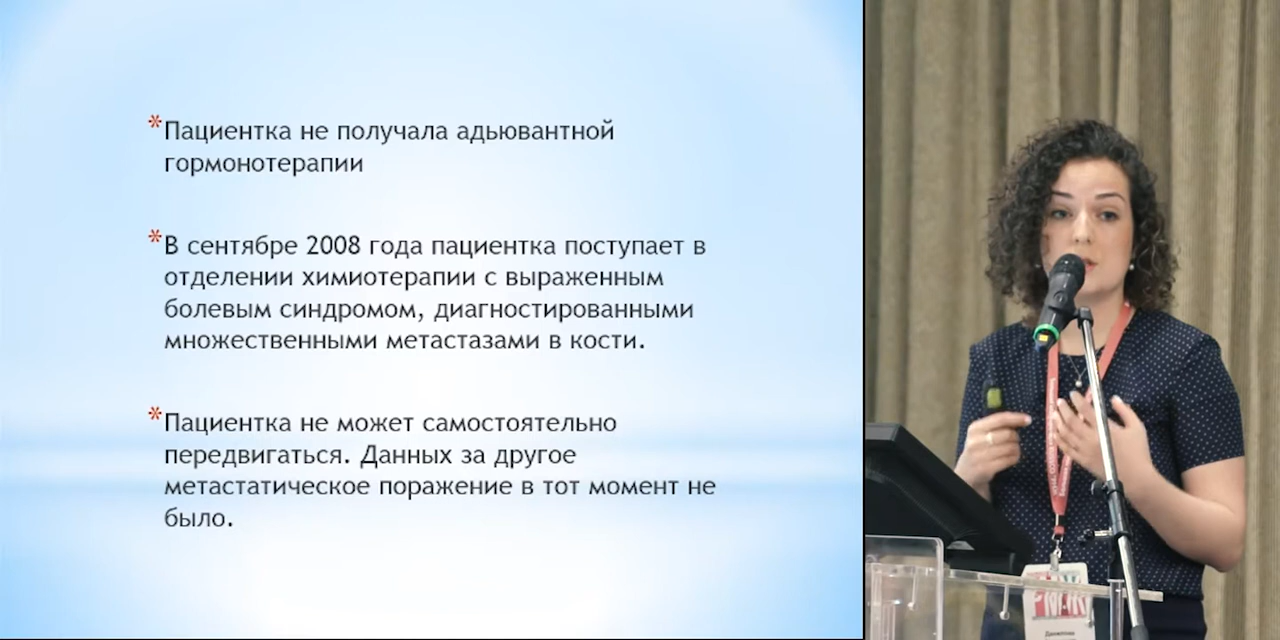 *Пациентка не получала адьювантной
гормонотерапии
*В сентябре 2008 года пациентка поступает в
отделении химиотерапии с выраженным
болевым синдромом, диагностированными
множественными метастазами в кости.
*Пациентка не может самостоятельно
передвигаться. Данных за другое
метастатическое поражение в тот момент не
было.